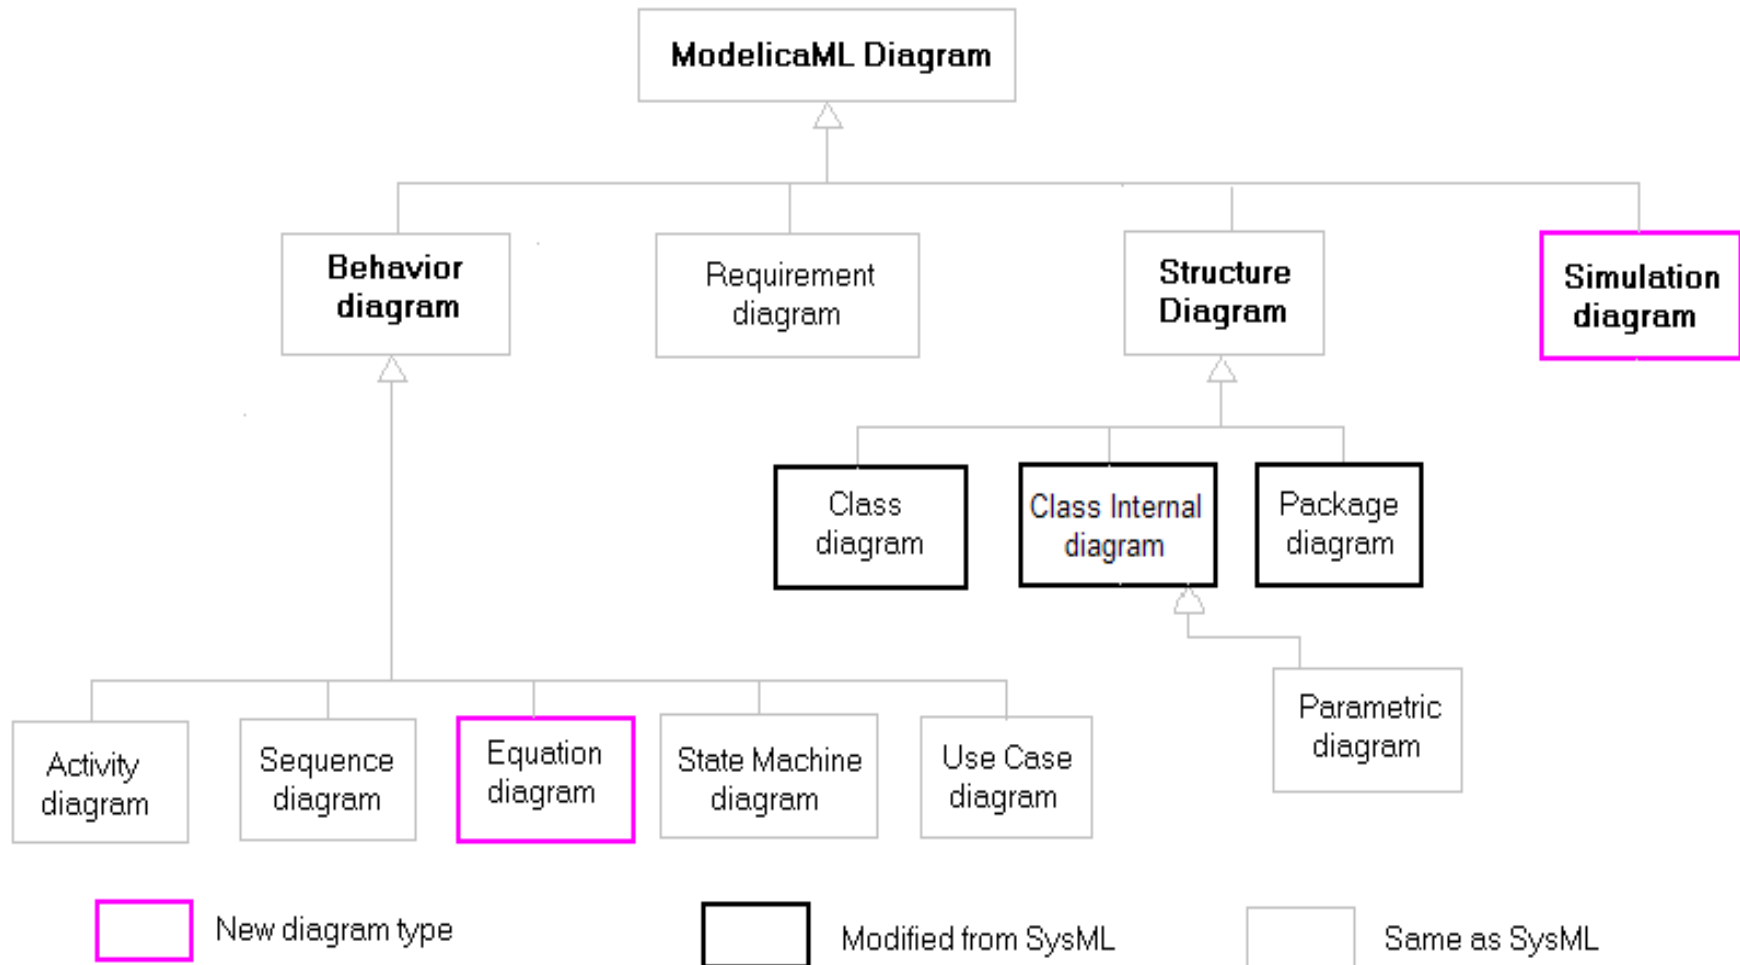 ModelicaML Diagram
Behavior
diagram
Requirement
diagram
Structure
Diagram
Simulation
diagram
Class
diagram
Class Internal
diagram
Package
diagram
Parametric
diagram
Activity
diagram
Sequence
diagram
Equation
diagram
State Machine
diagram
Use Case
diagram
New diagram type
Modified from SysML
Same as SysML